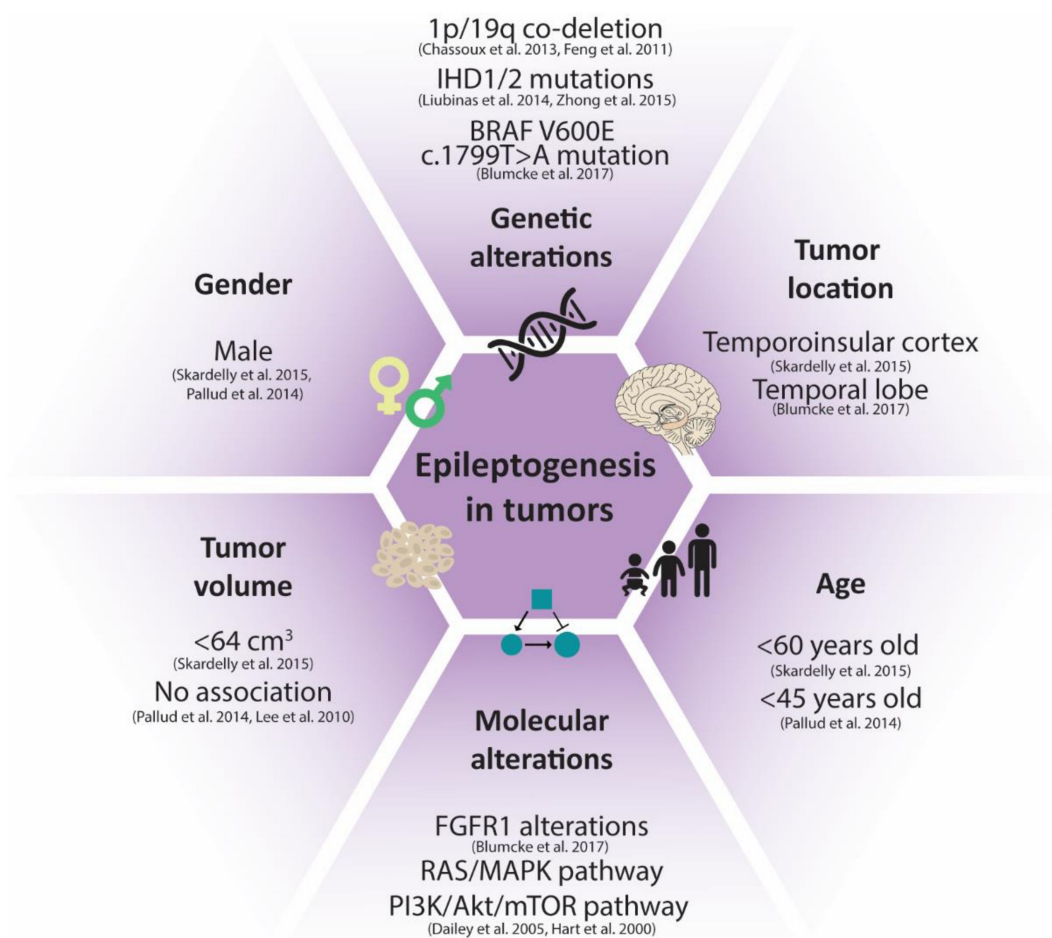 1p/19q co-deletion
(Chassoux et al. 2013, Feng et al. 2011)
IHD1/2 mutations
(Liubinas et al. 2014, Zhong et al. 2015)
BRAF V600E
c.1799T>A mutation
(Blumcke et al. 2017)
Genetic
alterations
Tumor
location
Temporoinsular cortex
(Skardelly et al. 2015)
Temporal lobe
(Blumcke et al. 2017)
Gender
Male
(Skardelly et al. 2015,
Pallud et al. 2014)
Epileptogenesis
in tumors
Tumor
volume
<64 cm³
(Skardelly et al. 2015)
No association
(Pallud et al. 2014, Lee et al. 2010)
Age
<60 years old
(Skardelly et al. 2015)
<45 years old
(Pallud et al. 2014)
Molecular
alterations
FGFR1 alterations
(Blumcke et al. 2017)
RAS/MAPK pathway
PI3K/Akt/mTOR pathway
(Dailey et al. 2005, Hart et al. 2000)